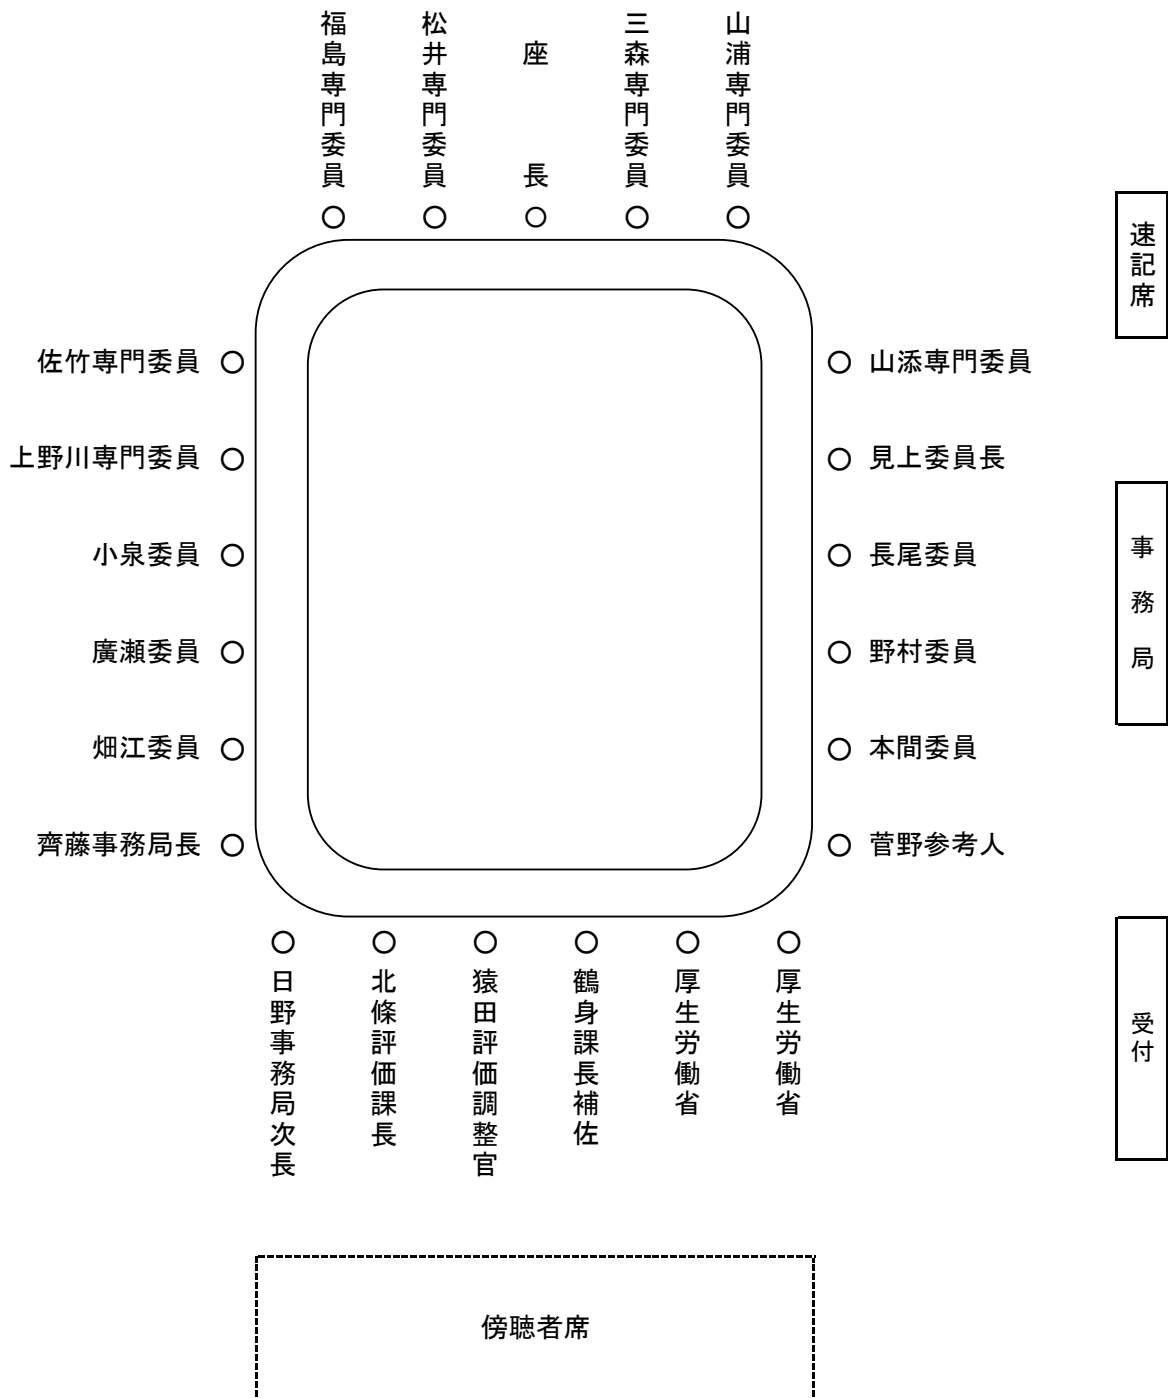 福島専門委員
松井専門委員
座長
三森専門委員
山浦専門委員
速記席
佐竹専門委員
山添専門委員
上野川専門委員
見上委員長
小泉委員
長尾委員
事務局
廣瀬委員
野村委員
畑江委員
本間委員
齊藤事務局長
菅野参考人
日野事務局次長
北條評価課長
猿田評価調整官
鶴身課長補佐
厚生労働省
厚生労働省
受付
傍聴者席